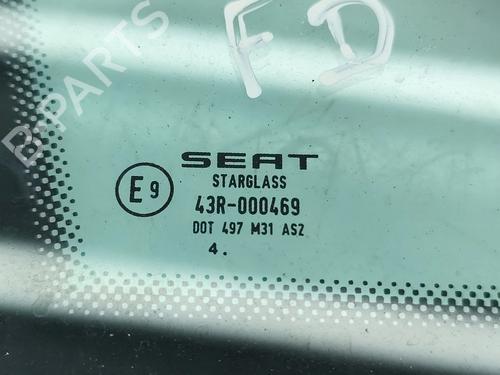 B-PARTS
FD
SEAT
STARGLASS
E9
43R-000469
DOT 497 M31 AS2
4.